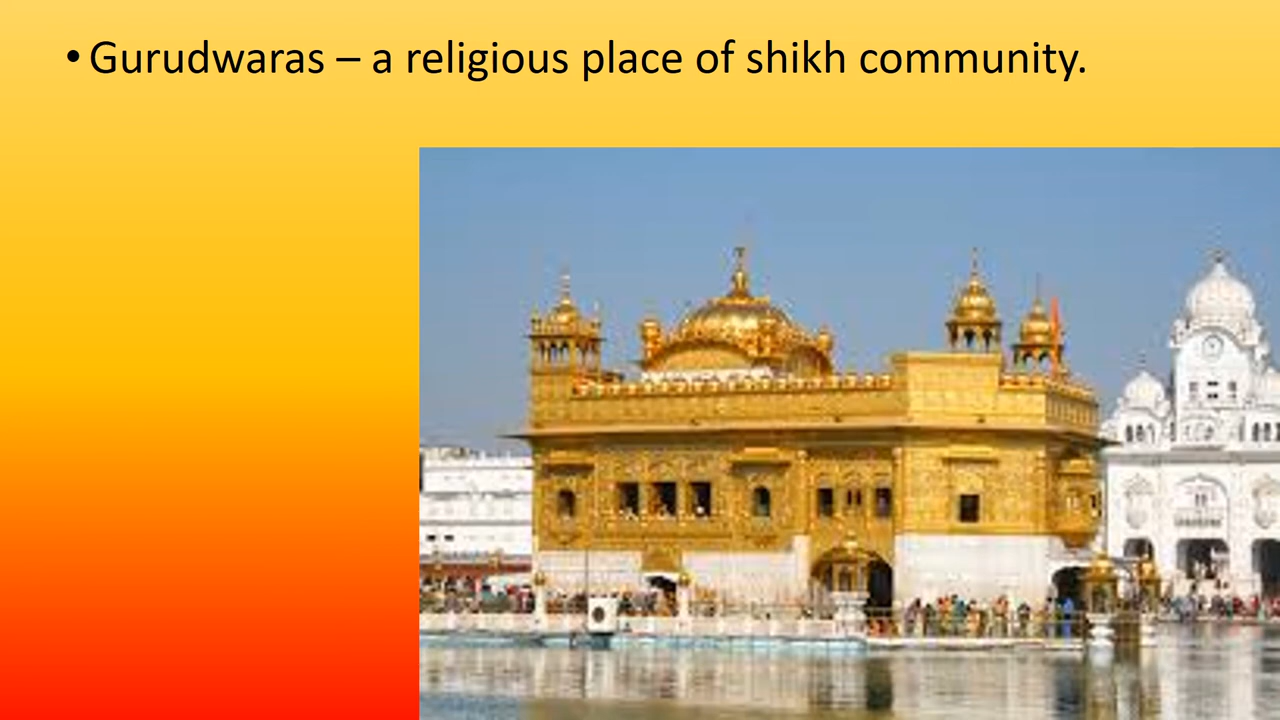 • Gurudwaras – a religious place of shikh community.